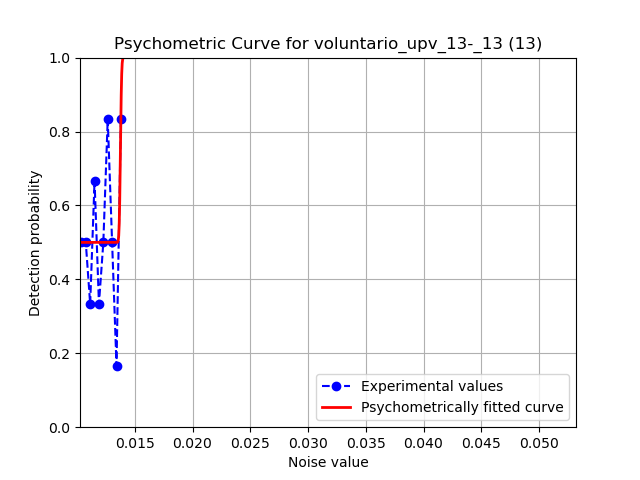 Psychometric Curve for voluntario_upv_13-_13 (13)
1.0
0.8
0.6
0.4
0.2
0.0
Detection probability
Experimental values
Psychometrically fitted curve
0.015 0.020 0.025 0.030 0.035 0.040 0.045 0.050
Noise value